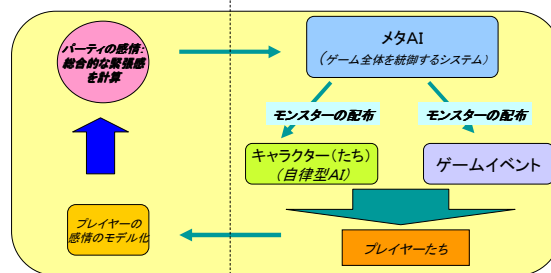 パーティの感情:
総合的な緊張感
を計算
メタAI
(ゲーム全体を統御するシステム)
モンスターの配布
モンスターの配布
キャラクター(たち)
(自律型AI)
ゲームイベント
プレイヤーの
感情のモデル化
プレイヤーたち